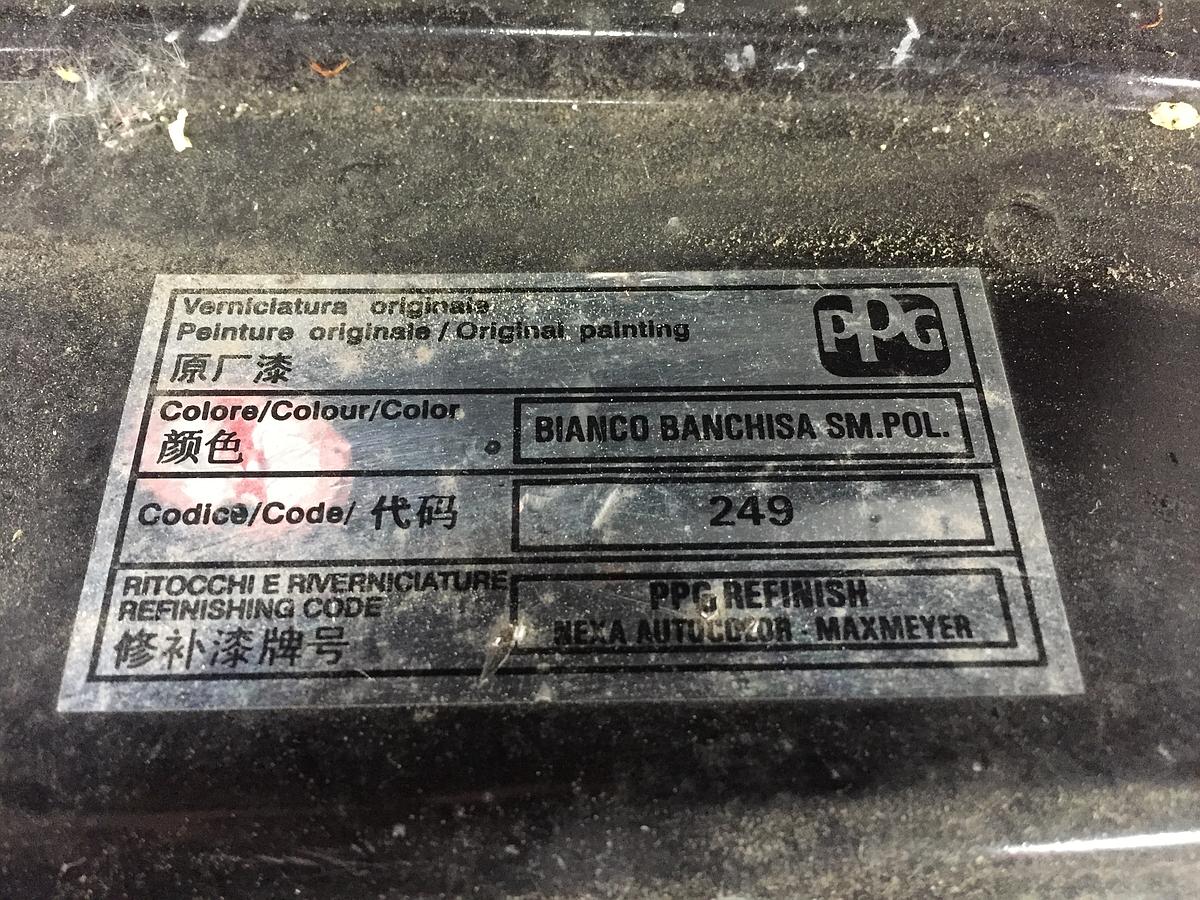 Verniciatura originale
Peinture originale / Original painting
原厂漆
PPG
Colore/Colour/Color
颜色
BIANCO BANCHISA SM.POL.
Codice/Code/ 代码
249
RITOCCHI E RIVERNICIATURE
REFINISHING CODE
修补漆牌号
PPG REFINISH
NEXA AUTOCOLOR - MAXMEYER